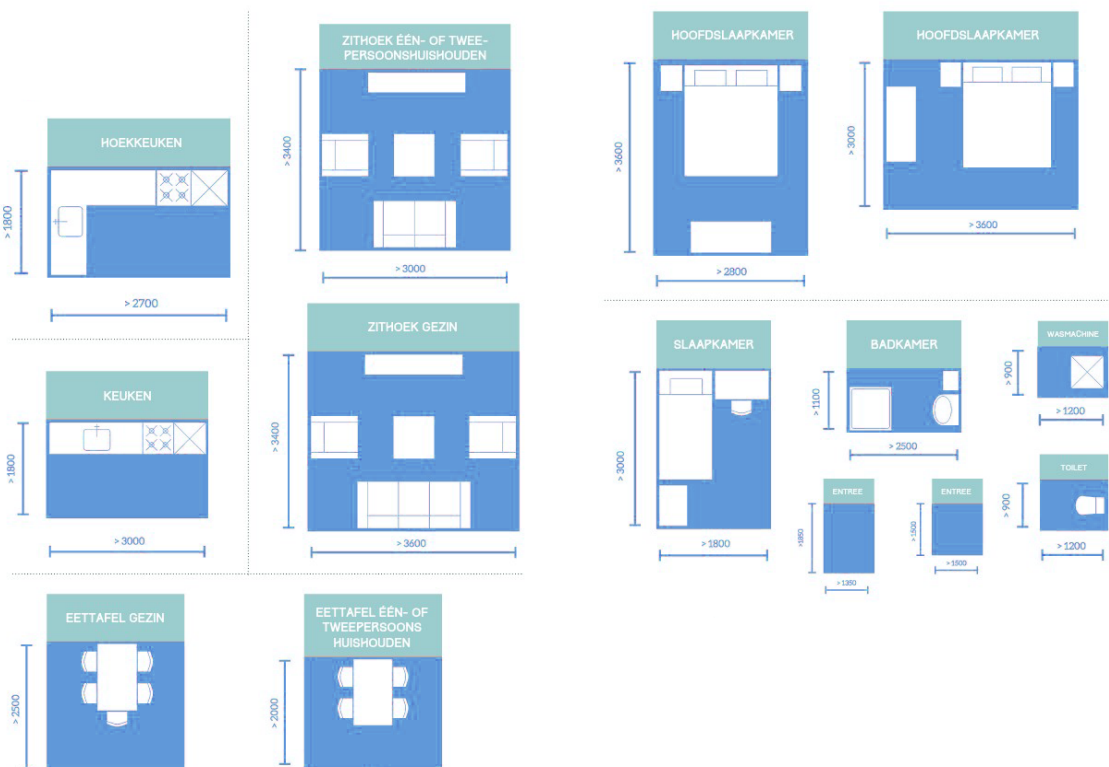 HOEKKEUKEN
> 1800
> 2700
ZITHOEK ÉÉN- OF TWEE-
PERSOONSHUISHOUDEN
> 3400
> 3000
KEUKEN
> 1800
> 3000
ZITHOEK GEZIN
> 3400
> 3600
EETTAFEL GEZIN
> 2500
EETTAFEL ÉÉN- OF
TWEEPERSOONS
HUISHOUDEN
> 2000
HOOFDSLAAPKAMER
> 3600
> 2800
HOOFDSLAAPKAMER
> 3000
> 3600
SLAAPKAMER
> 3000
> 1800
BADKAMER
> 1100
> 2500
WASMACHINE
> 900
> 1200
ENTREE
>1850
> 1350
ENTREE
> 1500
> 1500
TOILET
> 900
> 1200